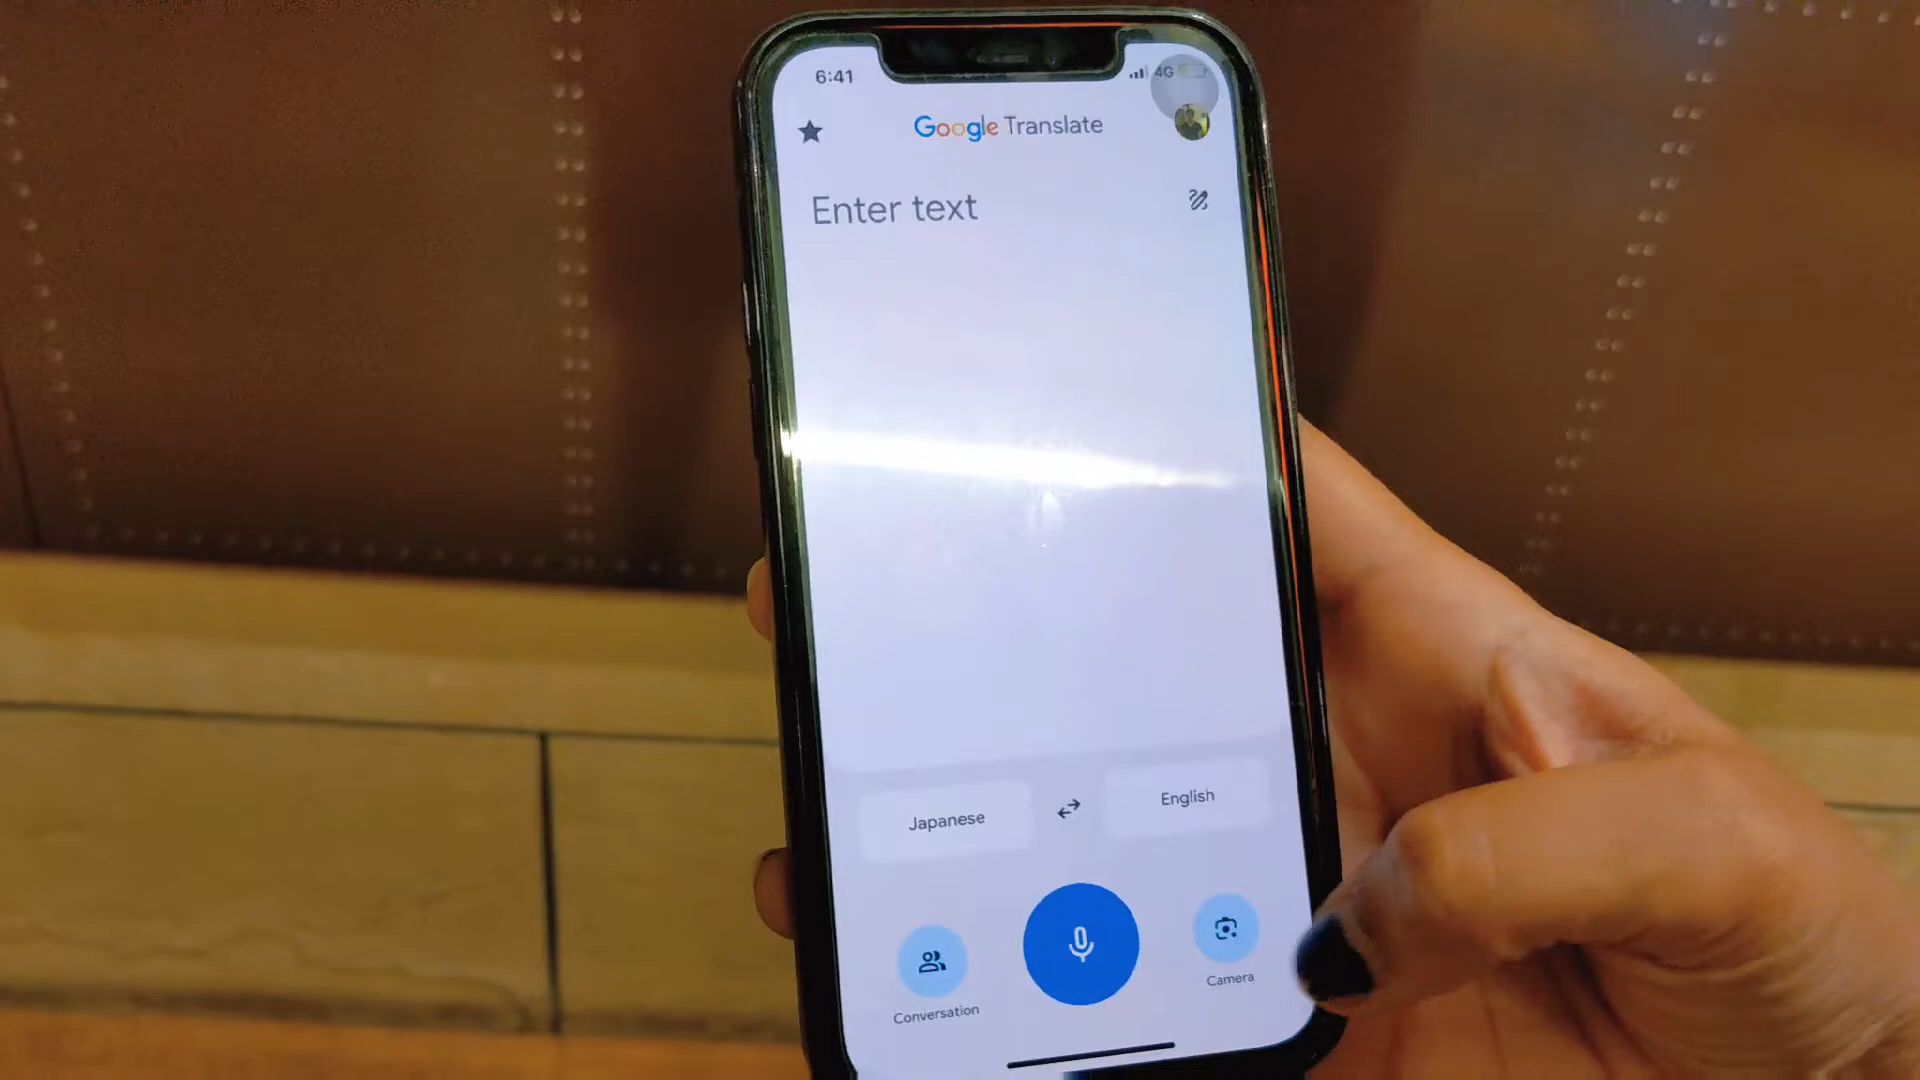 6:41
4G
Google Translate
Enter text
Japanese
English
Conversation
Camera